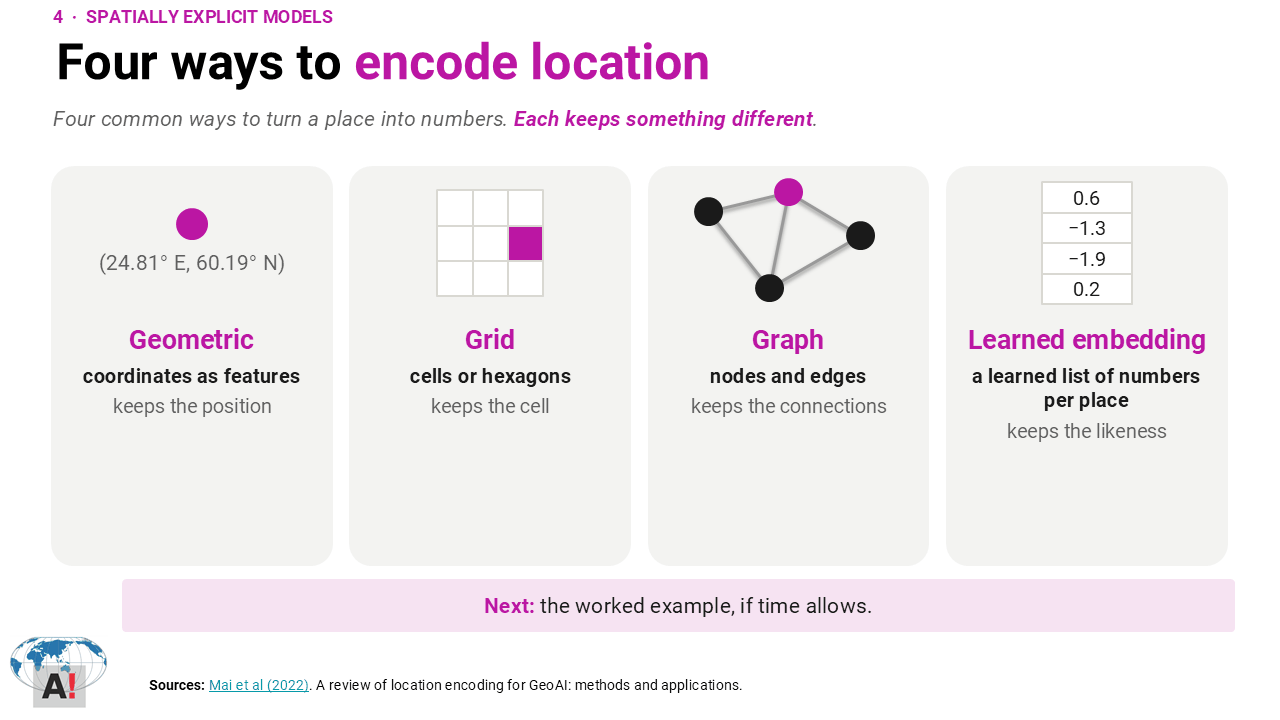 4 · SPATIALLY EXPLICIT MODELS
Four ways to encode location
Four common ways to turn a place into numbers. Each keeps something different.
(24.81° E, 60.19° N)
Geometric
coordinates as features
keeps the position
Grid
cells or hexagons
keeps the cell
Graph
nodes and edges
keeps the connections
0.6
−1.3
−1.9
0.2
Learned embedding
a learned list of numbers
per place
keeps the likeness
Next: the worked example, if time allows.
A!
Sources: Mai et al (2022). A review of location encoding for GeoAI: methods and applications.